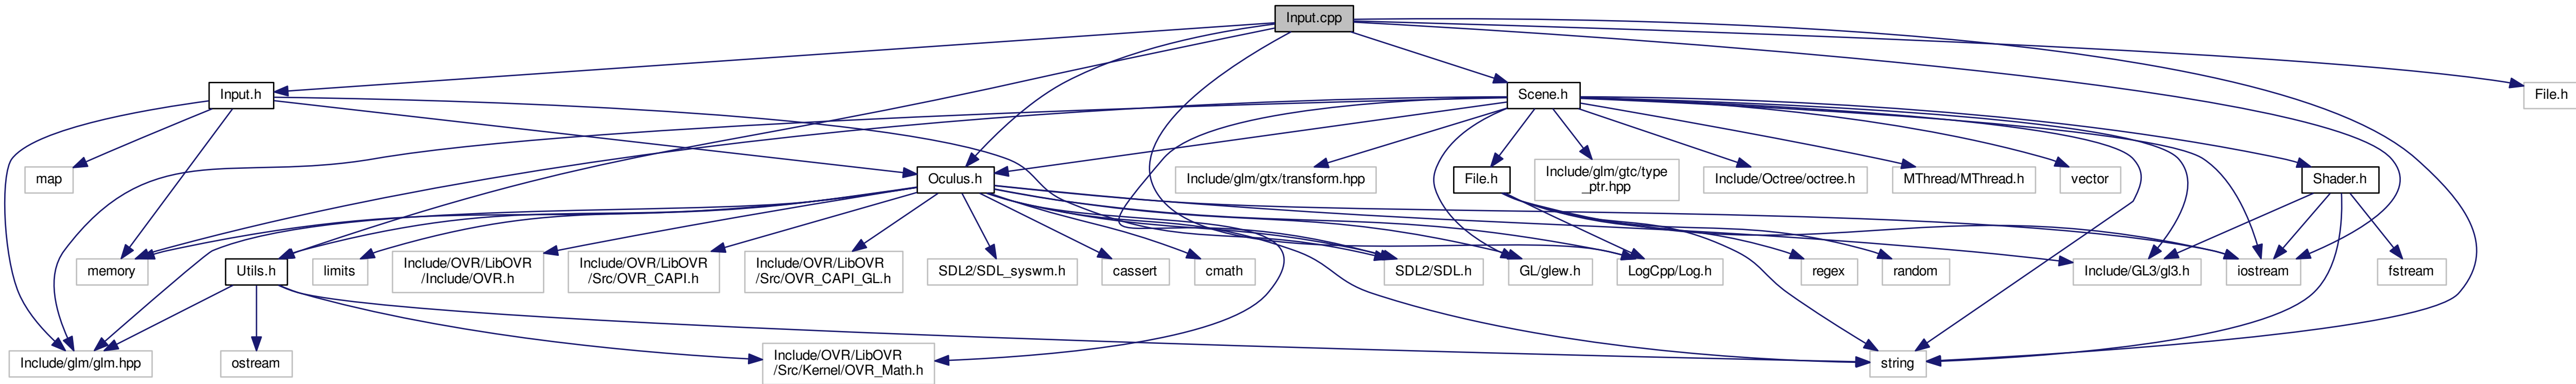 Input.cpp
Input.h
Scene.h
File.h
map
Oculus.h
Include/glm/gtx/transform.hpp
File.h
Include/glm/gtc/type
_ptr.hpp
Include/Octree/octree.h
MThread/MThread.h
vector
Shader.h
memory
Utils.h
limits
Include/OVR/LibOVR
/Include/OVR.h
Include/OVR/LibOVR
/Src/OVR_CAPI.h
Include/OVR/LibOVR
/Src/OVR_CAPI_GL.h
SDL2/SDL_syswm.h
cassert
cmath
SDL2/SDL.h
GL/glew.h
LogCpp/Log.h
regex
random
Include/GL3/gl3.h
iostream
fstream
Include/glm/glm.hpp
ostream
Include/OVR/LibOVR
/Src/Kernel/OVR_Math.h
string